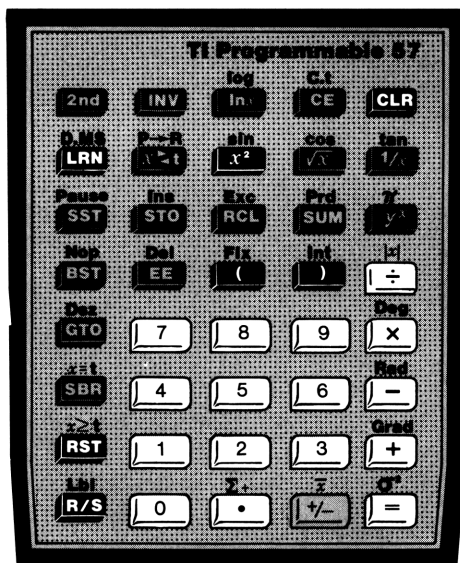 TI Programmable 57
log C.t
2nd INV lnx CE CLR
D.MS P→R sin cos tan
LRN x⇄t x² √x 1/x
Pause Ins Exc Prd π
SST STO RCL SUM yˣ
Nop Del Fix Int |x|
BST EE ( ) ÷
Dsz Deg
GTO 7 8 9 ×
x=t Rad
SBR 4 5 6 −
x≥t Grad
RST 1 2 3 +
Lbl Σ+ x̄ σ²
R/S 0 • +/− =